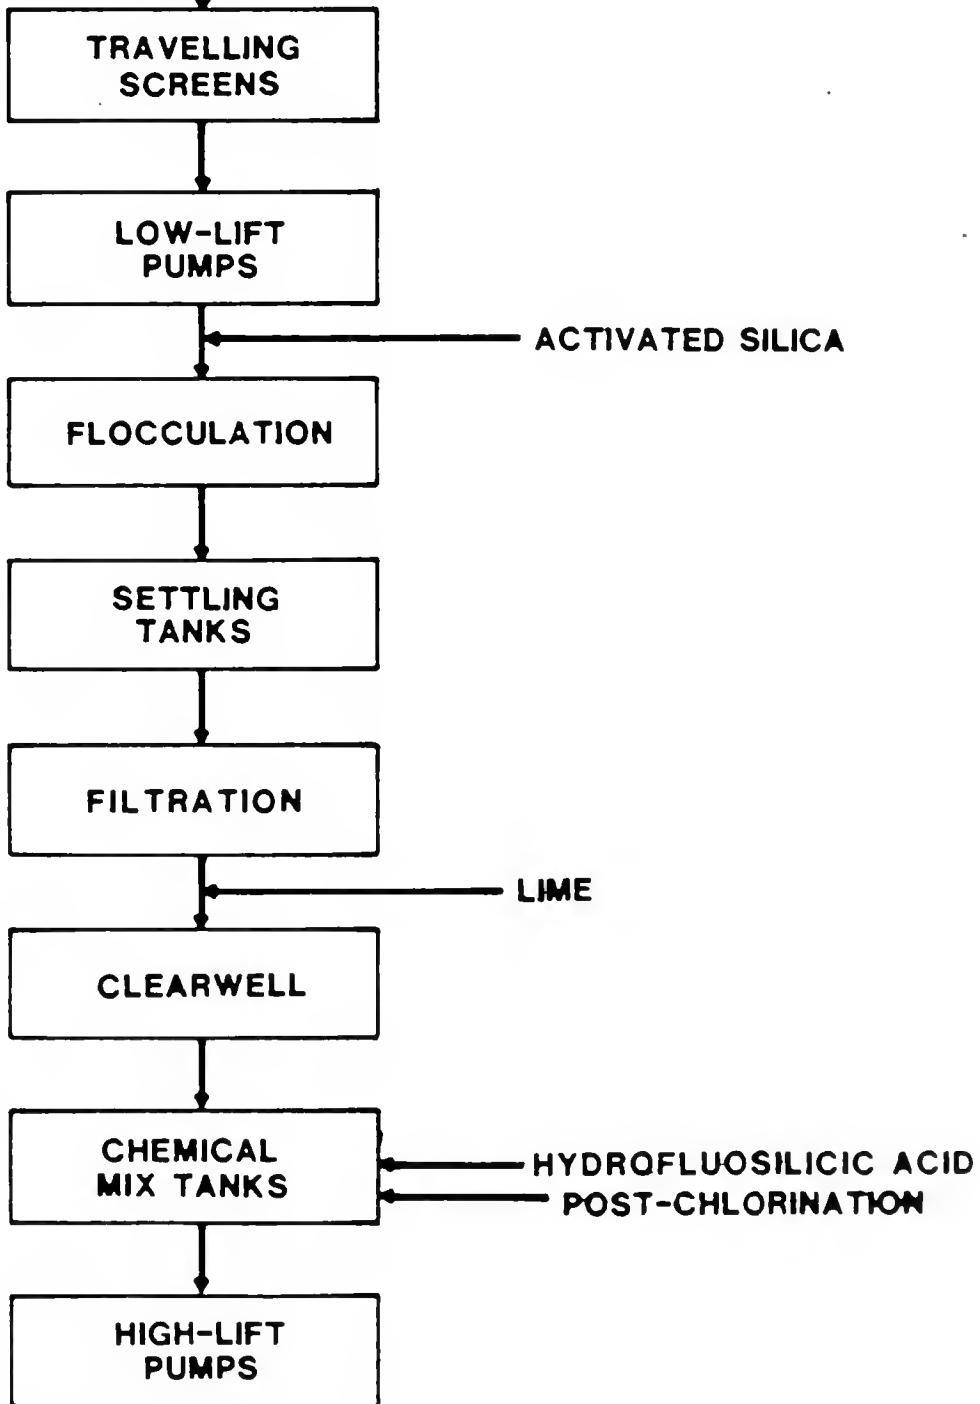 TRAVELLING
SCREENS
LOW-LIFT
PUMPS
ACTIVATED SILICA
FLOCCULATION
SETTLING
TANKS
FILTRATION
LIME
CLEARWELL
CHEMICAL
MIX TANKS
HYDROFLUOSILICIC ACID
POST-CHLORINATION
HIGH-LIFT
PUMPS